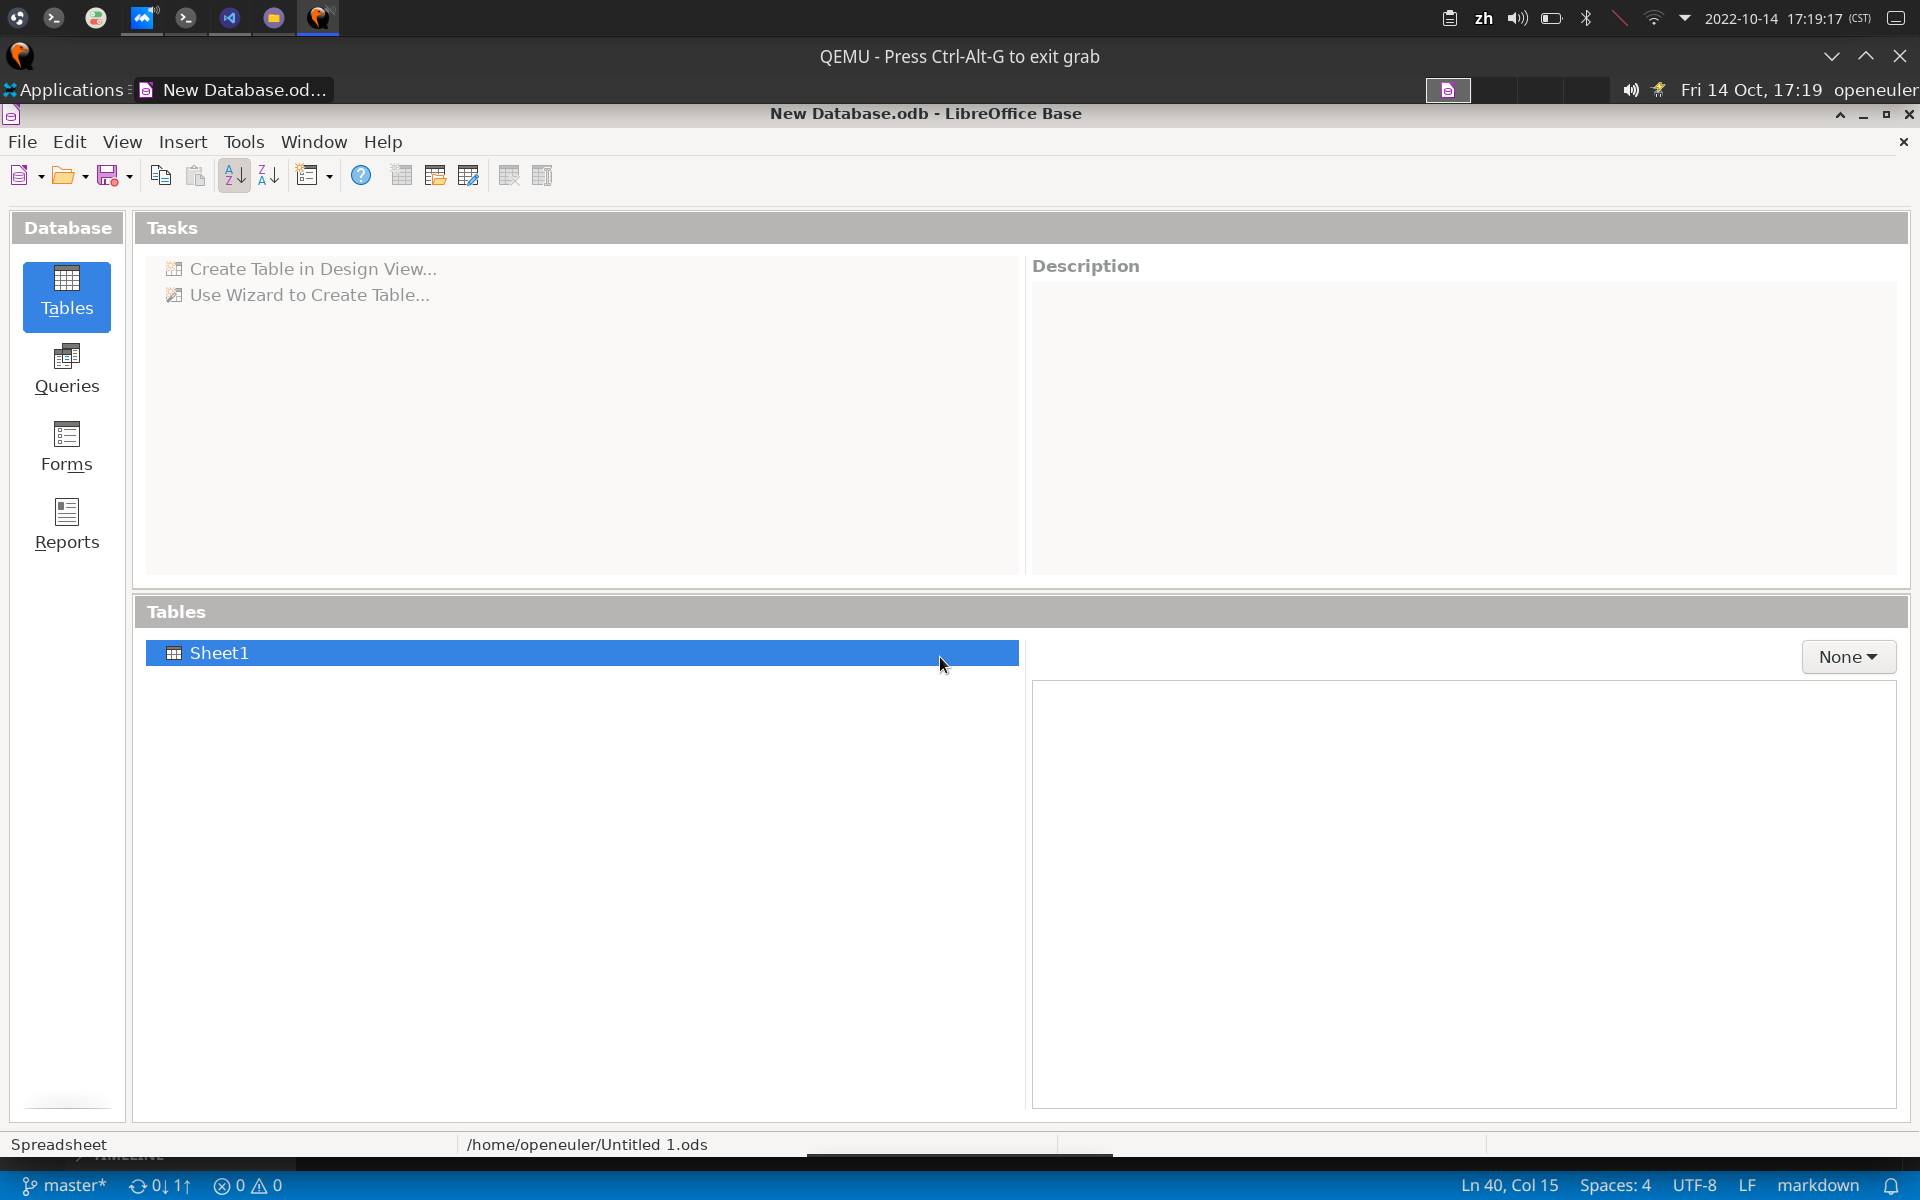 zh 2022-10-14 17:19:17 (CST)
QEMU - Press Ctrl-Alt-G to exit grab
Applications New Database.od... Fri 14 Oct, 17:19 openeuler
New Database.odb - LibreOffice Base
File Edit View Insert Tools Window Help
Database
Tables
Queries
Forms
Reports
Tasks
Create Table in Design View...
Use Wizard to Create Table...
Description
Tables
Sheet1
None
Spreadsheet /home/openeuler/Untitled 1.ods
TIMELINE
master* 0↓ 1↑ 0 0 Ln 40, Col 15 Spaces: 4 UTF-8 LF markdown